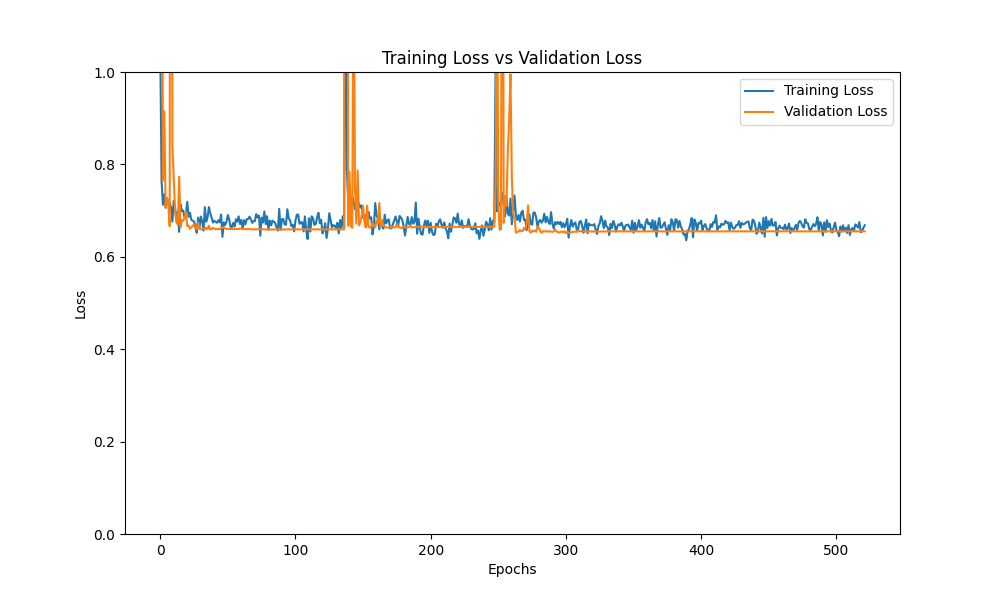 Training Loss vs Validation Loss
Training Loss
Validation Loss
1.0
0.8
0.6
0.4
0.2
0.0
Loss
0 100 200 300 400 500
Epochs